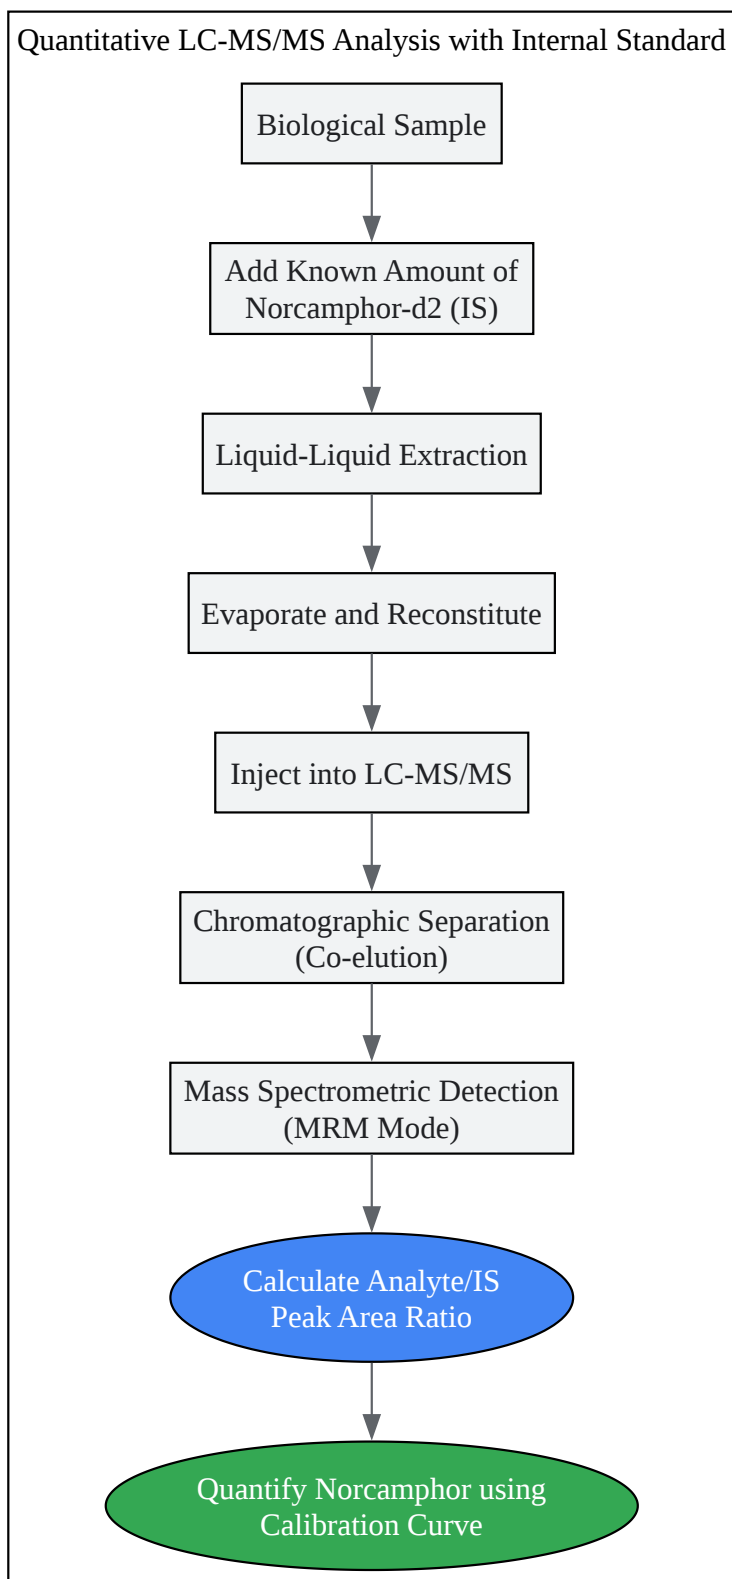 Quantitative LC-MS/MS Analysis with Internal Standard
Biological Sample
Add Known Amount of
Norcamphor-d2 (IS)
Liquid-Liquid Extraction
Evaporate and Reconstitute
Inject into LC-MS/MS
Chromatographic Separation
(Co-elution)
Mass Spectrometric Detection
(MRM Mode)
Calculate Analyte/IS
Peak Area Ratio
Quantify Norcamphor using
Calibration Curve